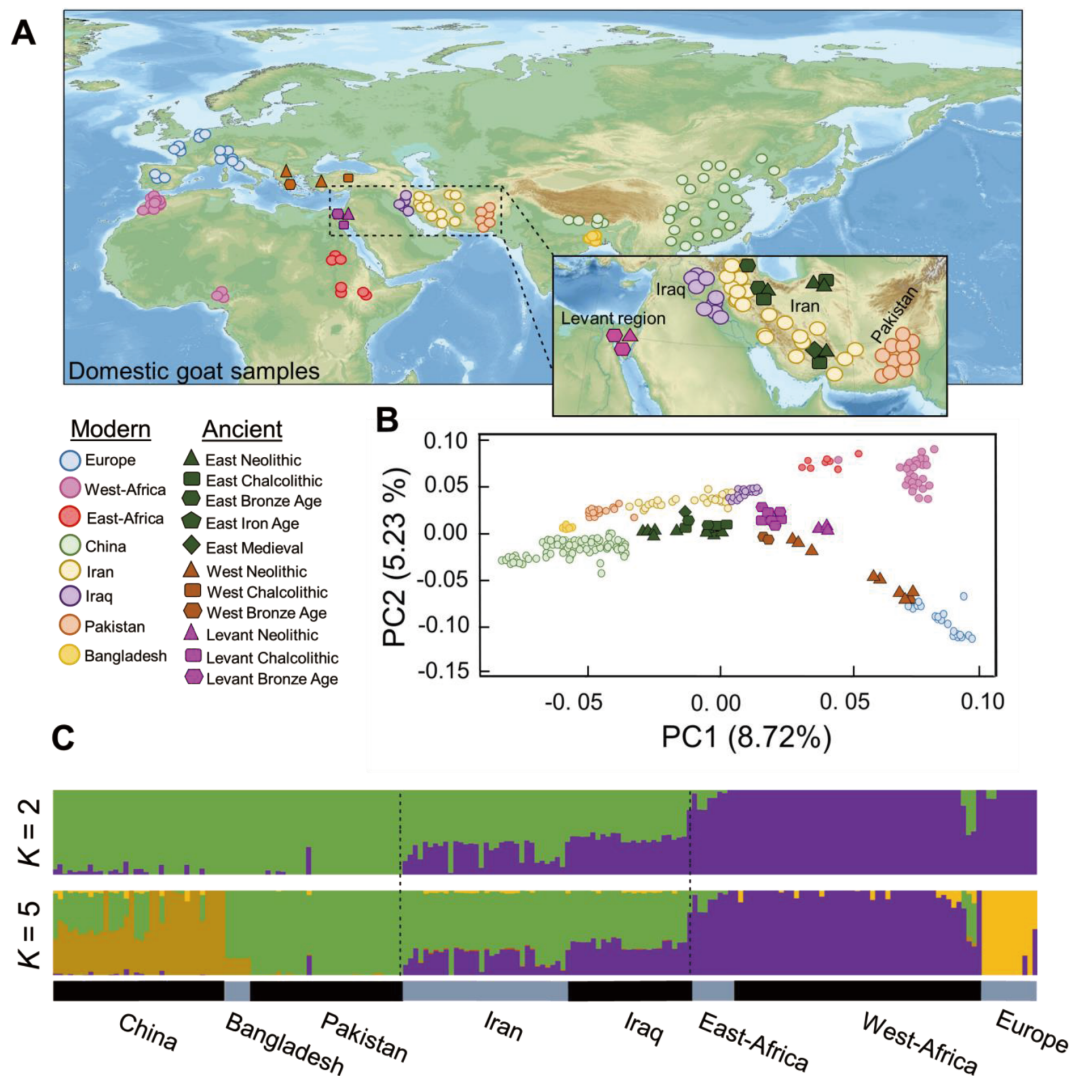 A
Iraq
Iran
Pakistan
Levant region
Domestic goat samples
Modern
Europe
West-Africa
East-Africa
China
Iran
Iraq
Pakistan
Bangladesh
Ancient
East Neolithic
East Chalcolithic
East Bronze Age
East Iron Age
East Medieval
West Neolithic
West Chalcolithic
West Bronze Age
Levant Neolithic
Levant Chalcolithic
Levant Bronze Age
B
PC2 (5.23 %)
0.10
0.05
0.00
-0.05
-0.10
-0.15
-0. 05
0. 00
0. 05
0.10
PC1 (8.72%)
C
K = 2
K = 5
China
Bangladesh
Pakistan
Iran
Iraq
East-Africa
West-Africa
Europe